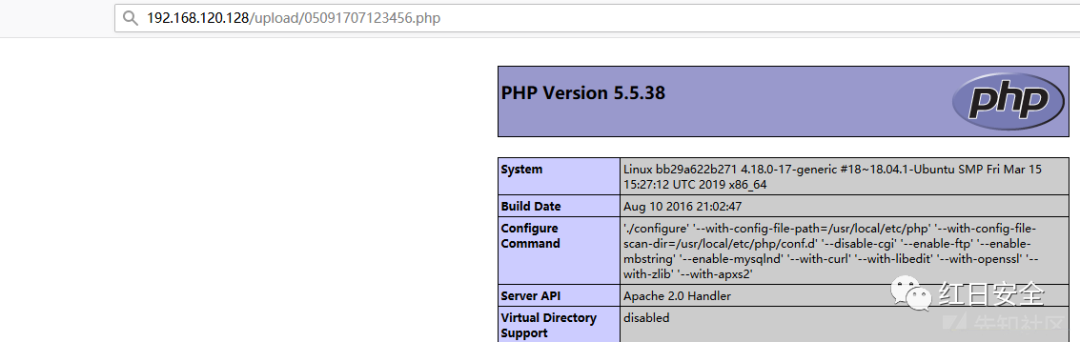 192.168.120.128/upload/05091707123456.php
PHP Version 5.5.38
php
System
Linux bb29a622b271 4.18.0-17-generic #18~18.04.1-Ubuntu SMP Fri Mar 15
15:27:12 UTC 2019 x86_64
Build Date
Aug 10 2016 21:02:47
Configure
Command
'./configure' '--with-config-file-path=/usr/local/etc/php' '--with-config-file-
scan-dir=/usr/local/etc/php/conf.d' '--disable-cgi' '--enable-ftp' '--enable-
mbstring' '--enable-mysqlnd' '--with-curl' '--with-libedit' '--with-openssl' '--
with-zlib' '--with-apxs2'
Server API
Apache 2.0 Handler
Virtual Directory
Support
disabled
红日安全
先知社区